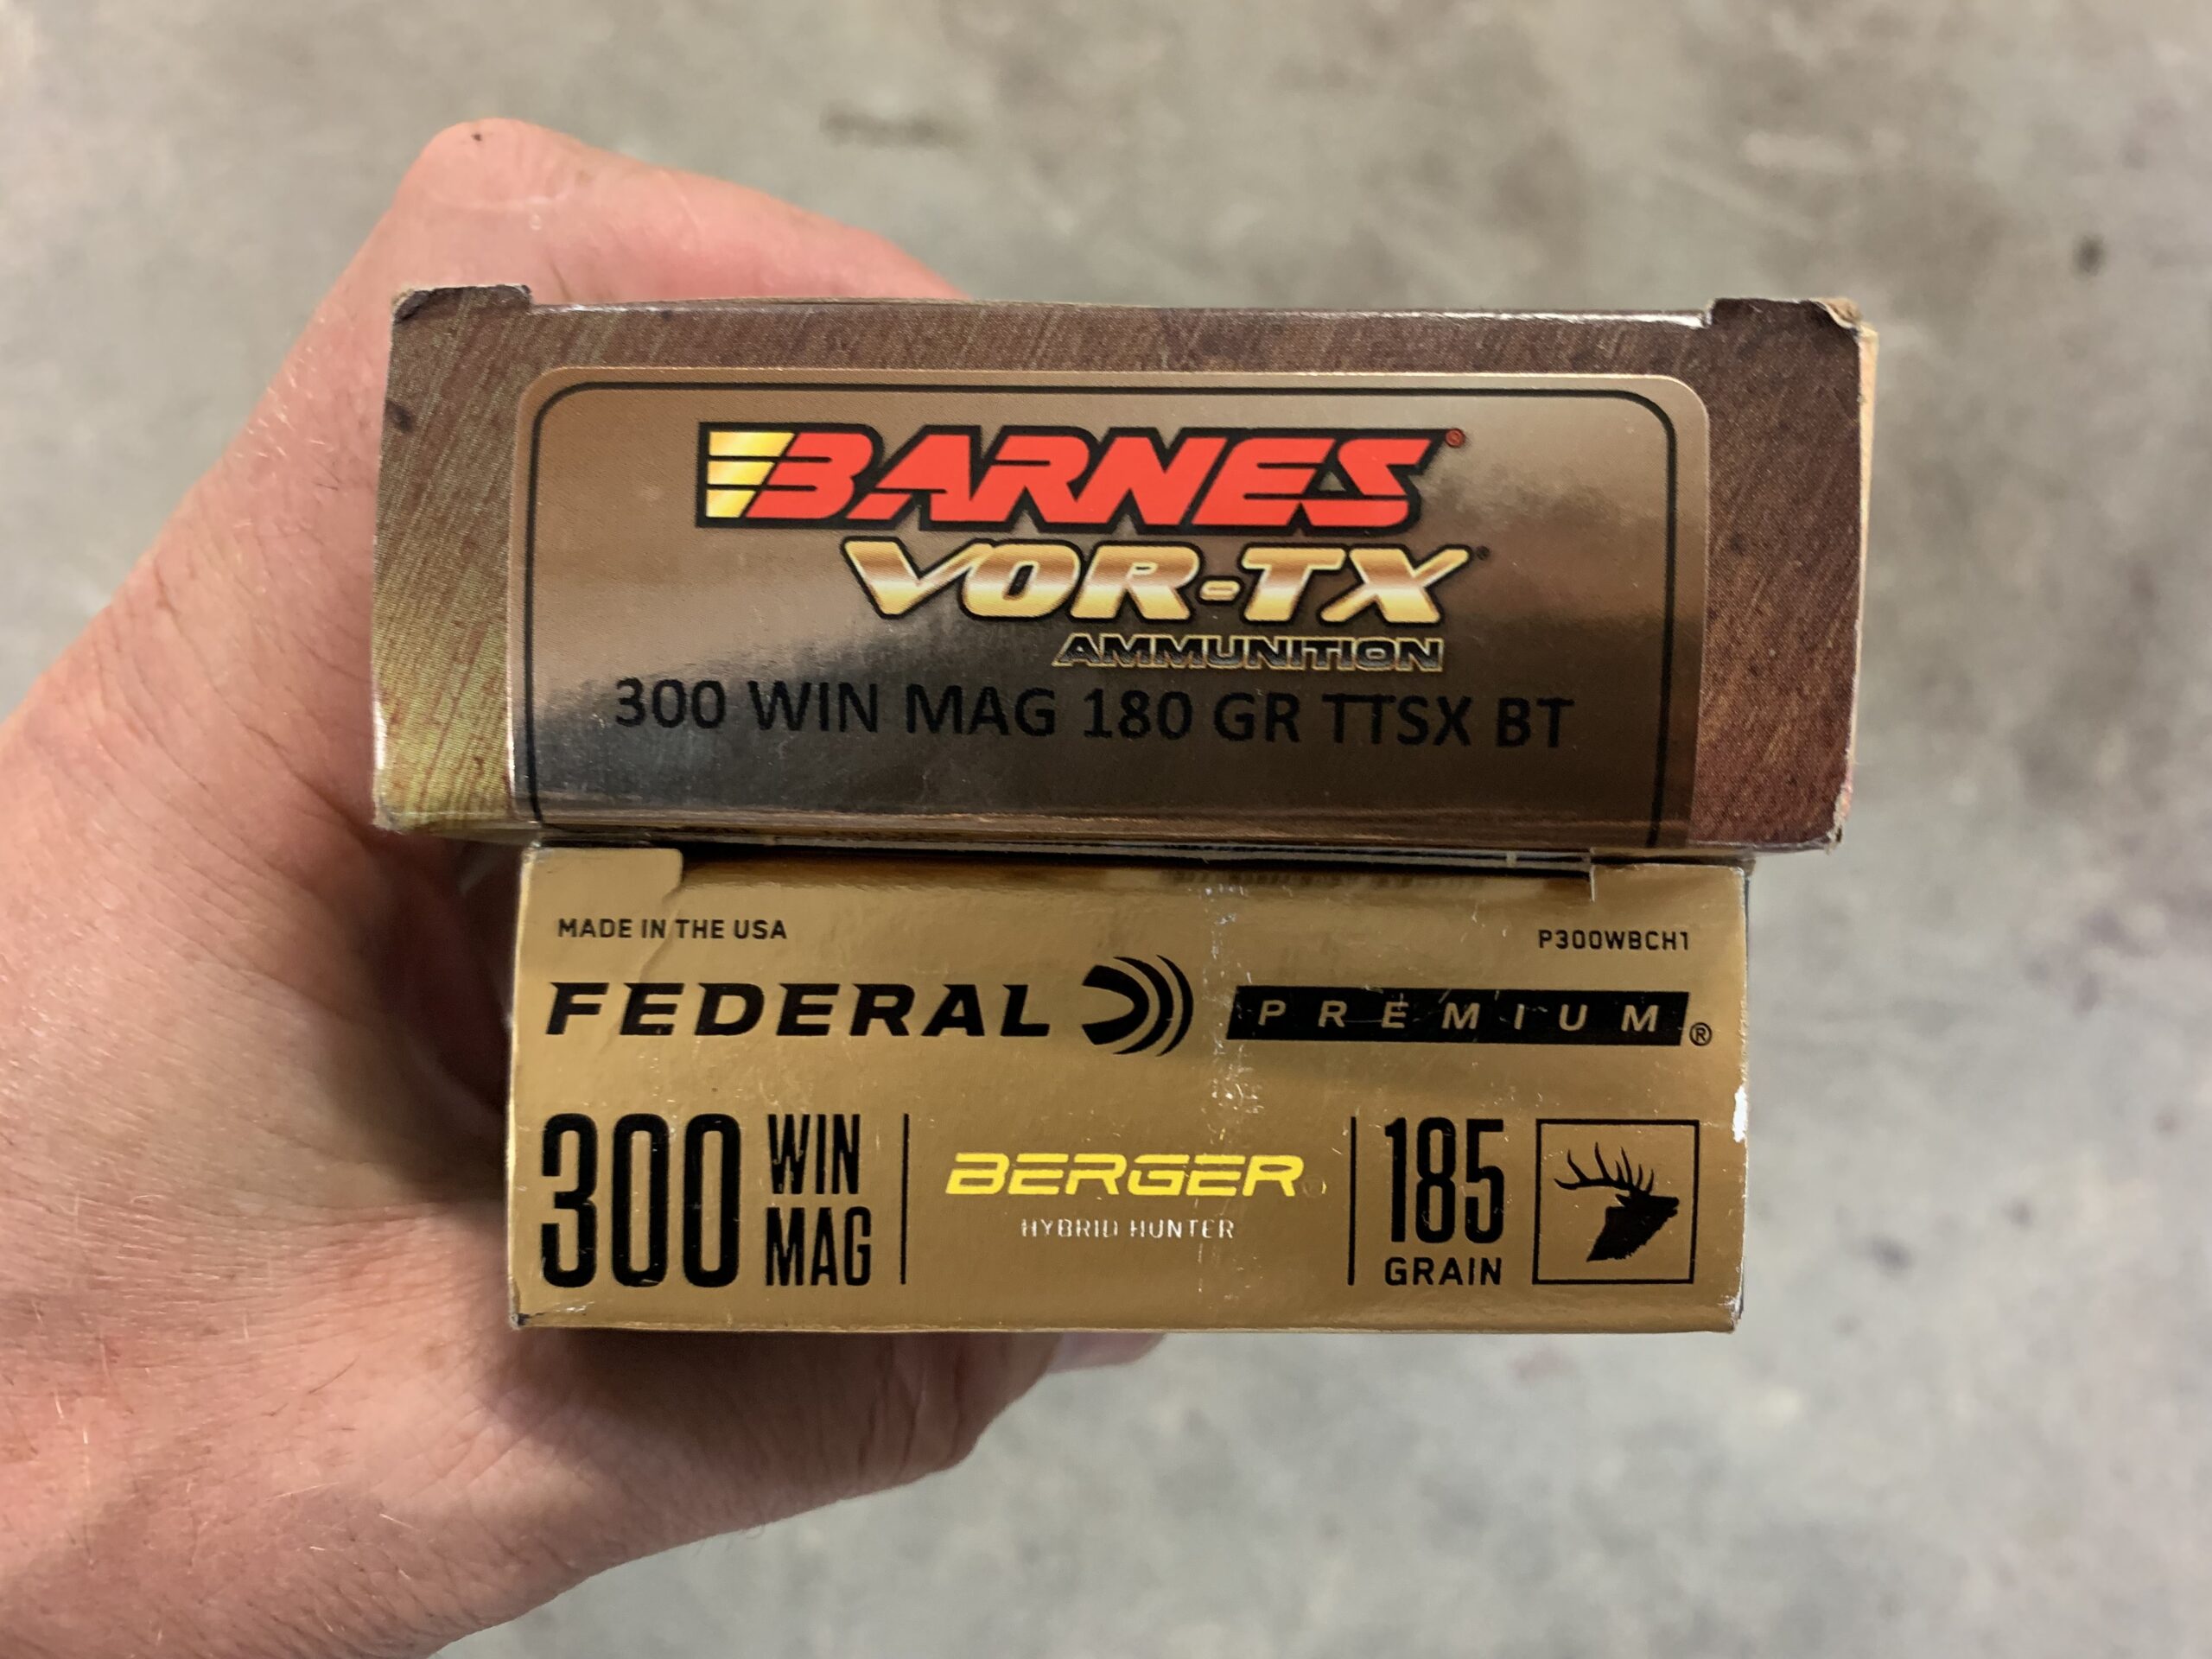 BARNES®
VOR-TX®
AMMUNITION
300 WIN MAG 180 GR TTSX BT
MADE IN THE USA
P300WBCH1
FEDERAL PREMIUM®
300 WIN MAG
BERGER
HYBRID HUNTER
185
GRAIN